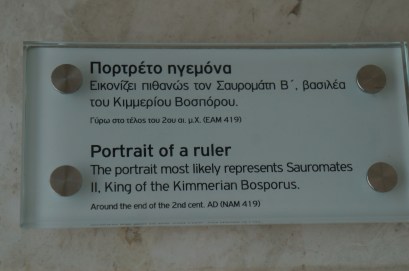 Πορτρέτο ηγεμόνα
Εικονίζει πιθανώς τον Σαυρομάτη Β΄, βασιλέα
του Κιμμερίου Βοσπόρου.
Γύρω στο τέλος του 2ου αι. μ.Χ. (ΕΑΜ 419)
Portrait of a ruler
The portrait most likely represents Sauromates
II, King of the Kimmerian Bosporus.
Around the end of the 2nd cent. AD (NAM 419)